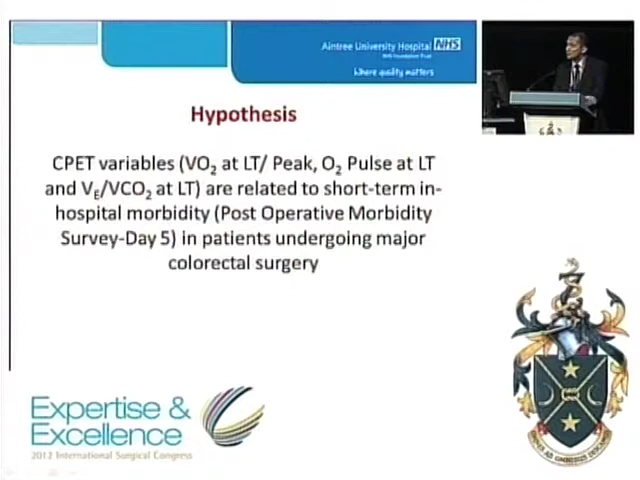 Aintree University Hospital NHS
NHS Foundation Trust
Where quality matters
Hypothesis
CPET variables (VO₂ at LT/ Peak, O₂ Pulse at LT
and VE/VCO₂ at LT) are related to short-term in-
hospital morbidity (Post Operative Morbidity
Survey-Day 5) in patients undergoing major
colorectal surgery
Expertise &
Excellence
2012 International Surgical Congress